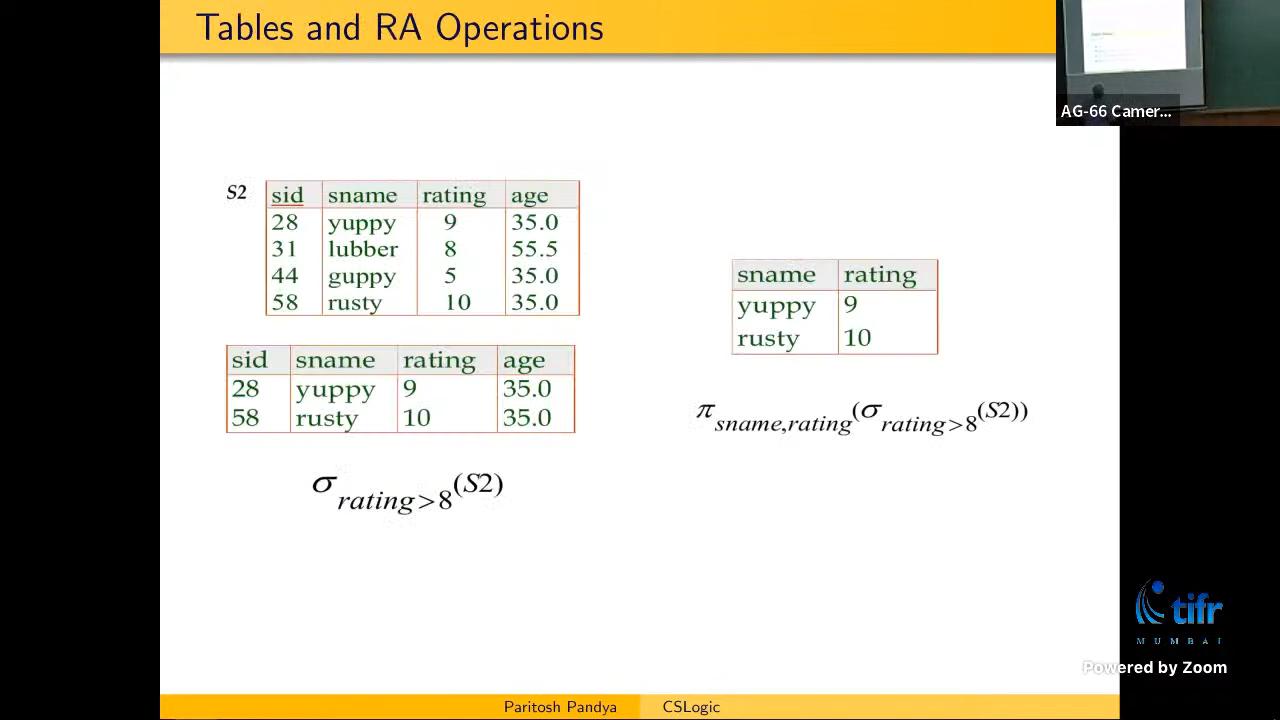 Tables and RA Operations
AG-66 Camer...
S2
sid sname rating age
28 yuppy 9 35.0
31 lubber 8 55.5
44 guppy 5 35.0
58 rusty 10 35.0
sid sname rating age
28 yuppy 9 35.0
58 rusty 10 35.0
σ rating>8 (S2)
sname rating
yuppy 9
rusty 10
π sname,rating (σ rating>8 (S2))
tifr
MUMBAI
Powered by Zoom
Paritosh Pandya CSLogic